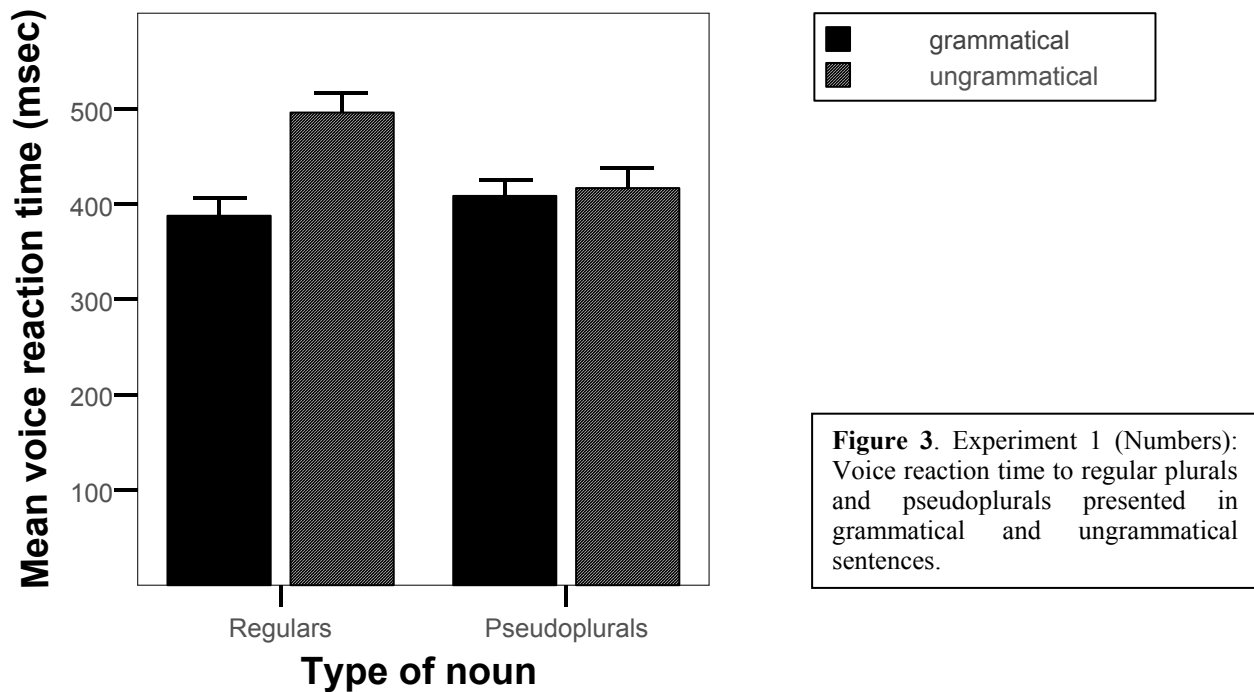 Mean voice reaction time (msec)
500
400
300
200
100
Regulars
Pseudoplurals
Type of noun
grammatical
ungrammatical
Figure 3. Experiment 1 (Numbers):
Voice reaction time to regular plurals
and pseudoplurals presented in
grammatical and ungrammatical
sentences.